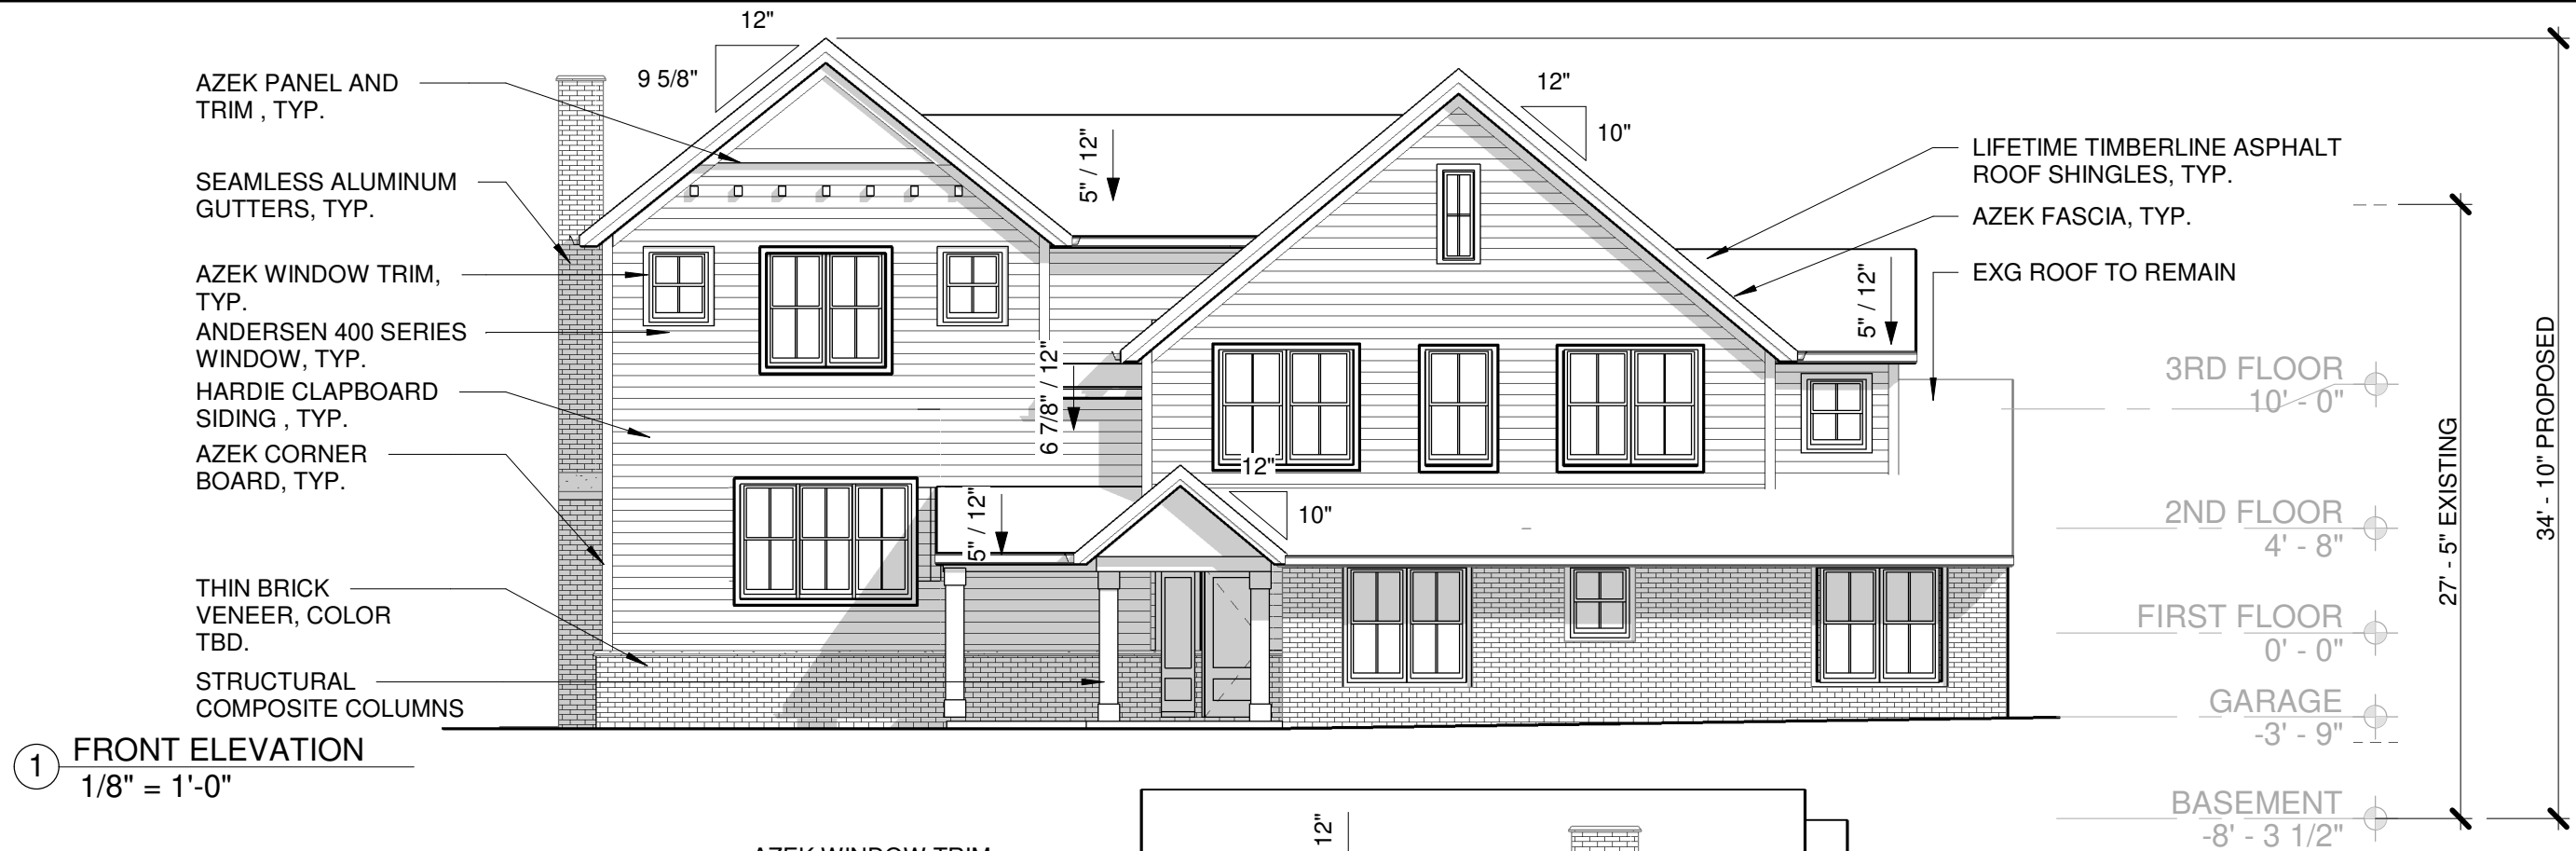 12"
9 5/8"
AZEK PANEL AND
TRIM , TYP.
SEAMLESS ALUMINUM
GUTTERS, TYP.
AZEK WINDOW TRIM,
TYP.
ANDERSEN 400 SERIES
WINDOW, TYP.
HARDIE CLAPBOARD
SIDING , TYP.
AZEK CORNER
BOARD, TYP.
THIN BRICK
VENEER, COLOR
TBD.
STRUCTURAL
COMPOSITE COLUMNS
5" / 12"
12"
10"
5" / 12"
6 7/8" / 12"
12"
10"
5" / 12"
LIFETIME TIMBERLINE ASPHALT
ROOF SHINGLES, TYP.
AZEK FASCIA, TYP.
EXG ROOF TO REMAIN
3RD FLOOR
10' - 0"
2ND FLOOR
4' - 8"
FIRST FLOOR
0' - 0"
GARAGE
-3' - 9"
BASEMENT
-8' - 3 1/2"
27' - 5" EXISTING
34' - 10" PROPOSED
1
FRONT ELEVATION
1/8" = 1'-0"
12"
AZEK WINDOW TRIM